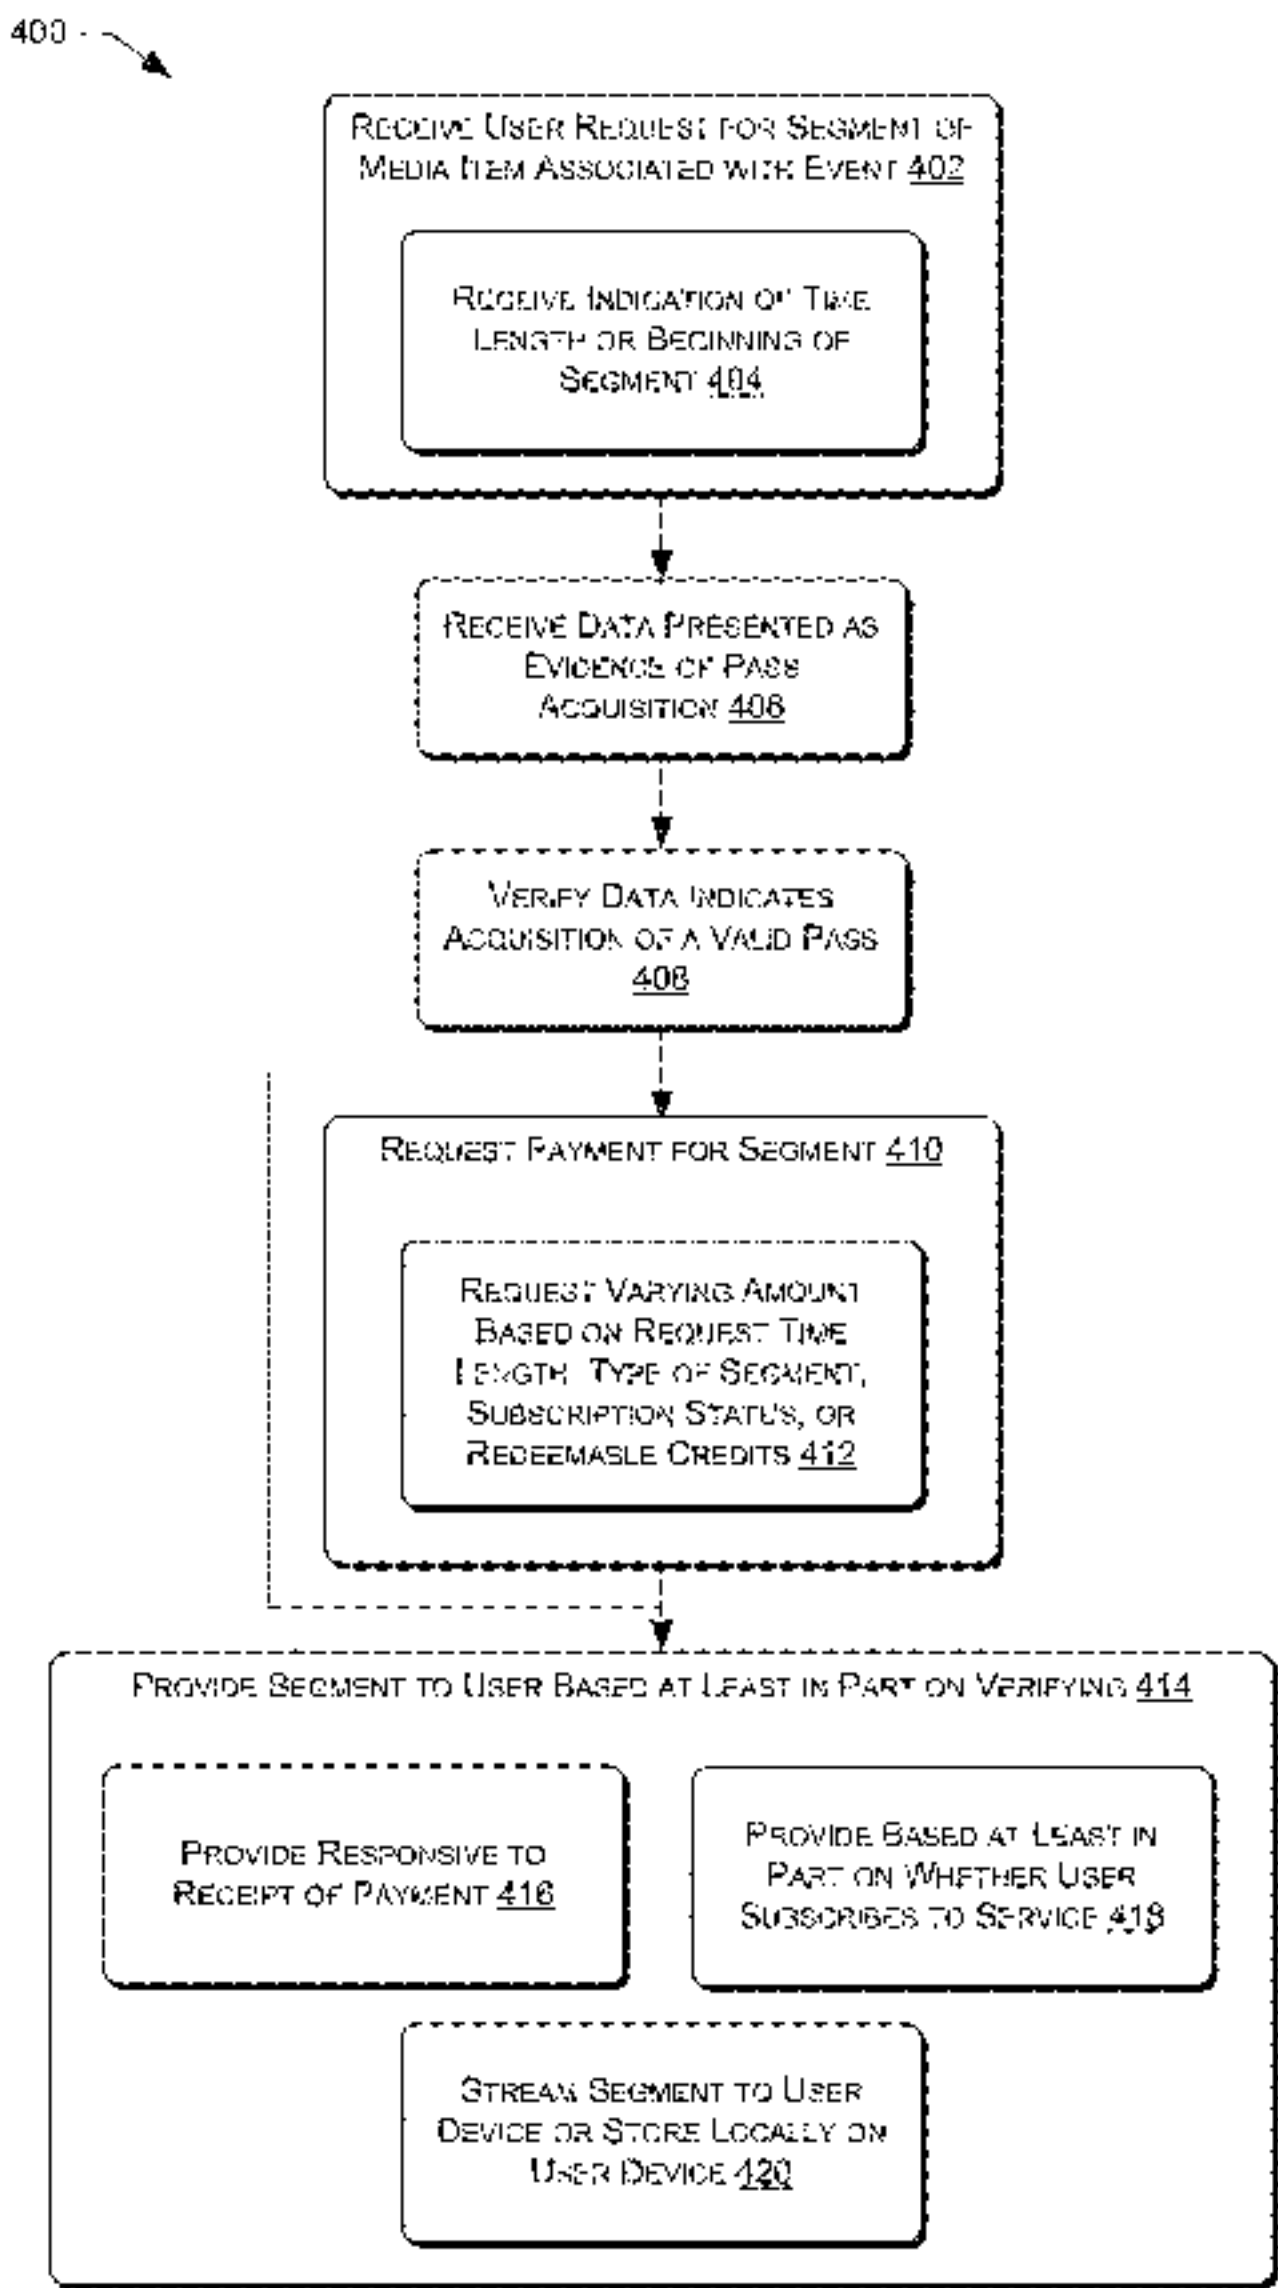 400
RECEIVE USER REQUEST FOR SEGMENT OF
MEDIA ITEM ASSOCIATED WITH EVENT 402
RECEIVE INDICATION OF TIME
LENGTH OR BEGINNING OF
SEGMENT 404
RECEIVE DATA PRESENTED AS
EVIDENCE OF PASS
ACQUISITION 406
VERIFY DATA INDICATES
ACQUISITION OF A VALID PASS
408
REQUEST PAYMENT FOR SEGMENT 410
REQUEST VARYING AMOUNT
BASED ON REQUEST TIME
LENGTH, TYPE OF SEGMENT,
SUBSCRIPTION STATUS, OR
REDEEMABLE CREDITS 412
PROVIDE SEGMENT TO USER BASED AT LEAST IN PART ON VERIFYING 414
PROVIDE RESPONSIVE TO
RECEIPT OF PAYMENT 416
PROVIDE BASED AT LEAST IN
PART ON WHETHER USER
SUBSCRIBES TO SERVICE 418
STREAM SEGMENT TO USER
DEVICE OR STORE LOCALLY ON
USER DEVICE 420